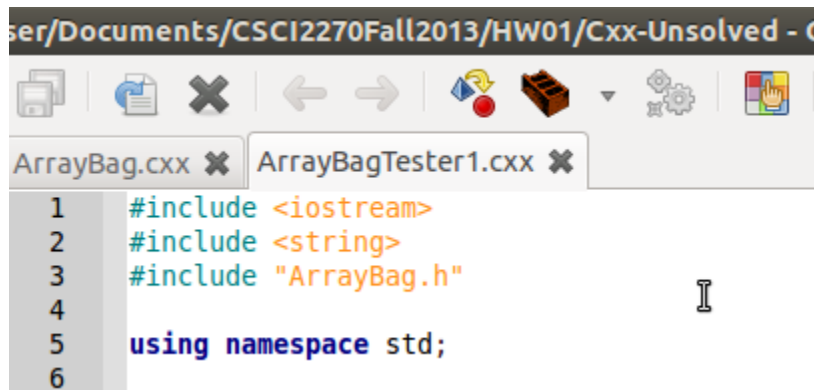 ser/Documents/CSCI2270Fall2013/HW01/Cxx-Unsolved -
ArrayBag.cxx ArrayBagTester1.cxx
1 #include <iostream>
2 #include <string>
3 #include "ArrayBag.h"
4
5 using namespace std;
6